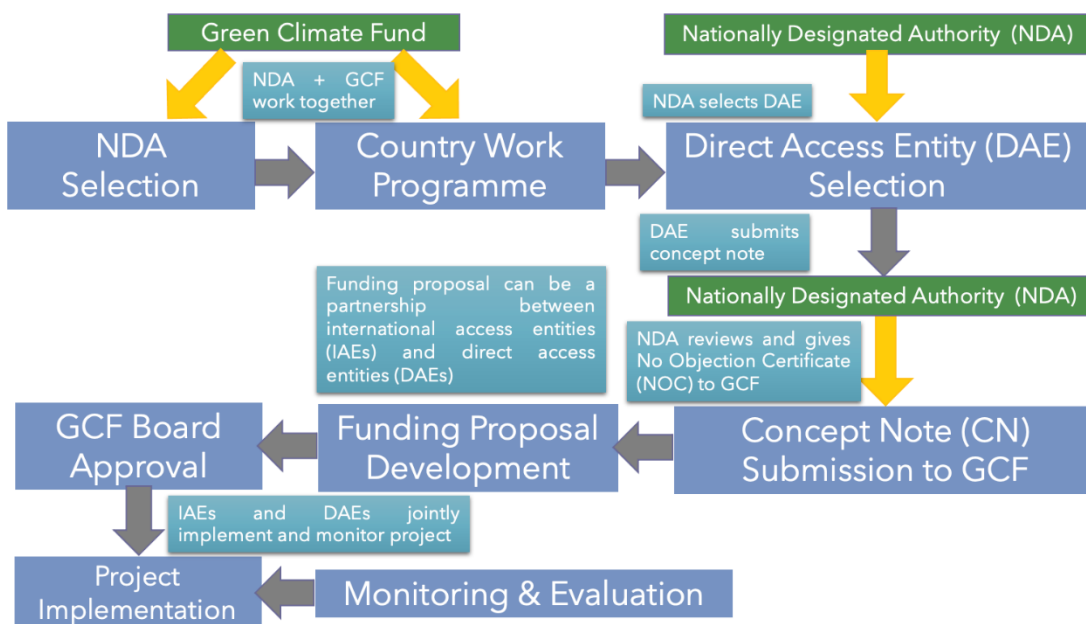 Green Climate Fund
Nationally Designated Authority (NDA)
NDA + GCF
work together
NDA selects DAE
NDA
Selection
Country Work
Programme
Direct Access Entity (DAE)
Selection
DAE submits
concept note
Funding proposal can be a
partnership between
international access entities
(IAEs) and direct access
entities (DAEs)
Nationally Designated Authority (NDA)
NDA reviews and gives
No Objection Certificate
(NOC) to GCF
GCF Board
Approval
Funding Proposal
Development
Concept Note (CN)
Submission to GCF
IAEs and DAEs jointly
implement and monitor project
Project
Implementation
Monitoring & Evaluation